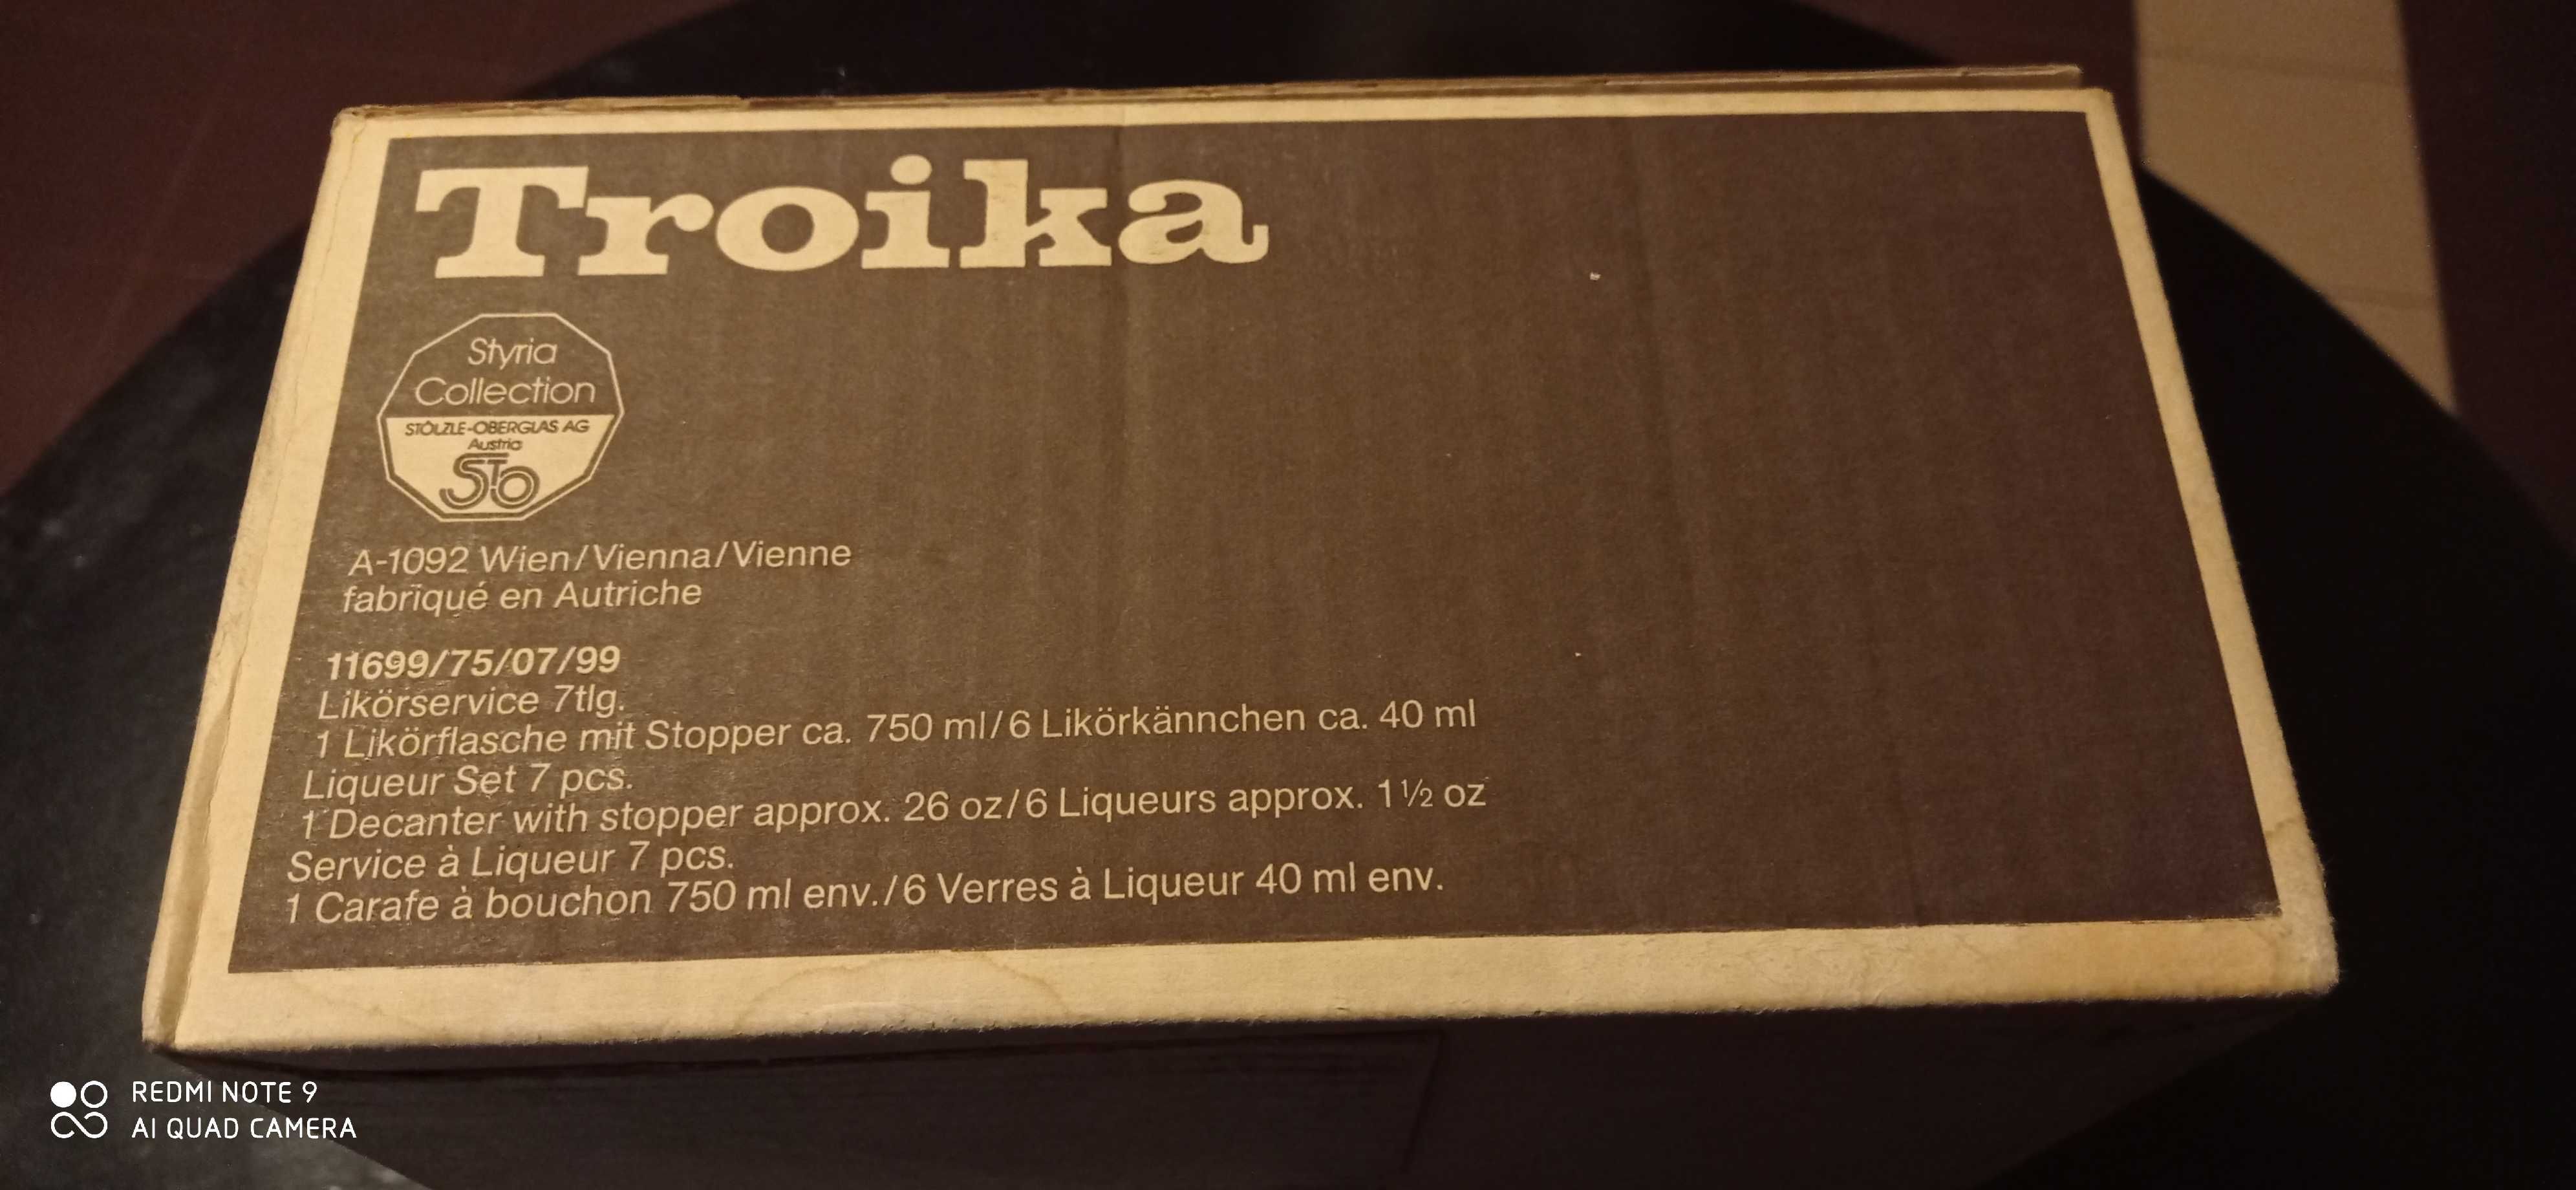 Troika
Styria
Collection
STÖLZLE-OBERGLAS AG
Austria
STO
A-1092 Wien/Vienna/Vienne
fabriqué en Autriche
11699/75/07/99
Likörservice 7tlg.
1 Likörflasche mit Stopper ca. 750 ml/6 Likörkännchen ca. 40 ml
Liqueur Set 7 pcs.
1 Decanter with stopper approx. 26 oz/6 Liqueurs approx. 1½ oz
Service à Liqueur 7 pcs.
1 Carafe à bouchon 750 ml env./6 Verres à Liqueur 40 ml env.
REDMI NOTE 9
AI QUAD CAMERA